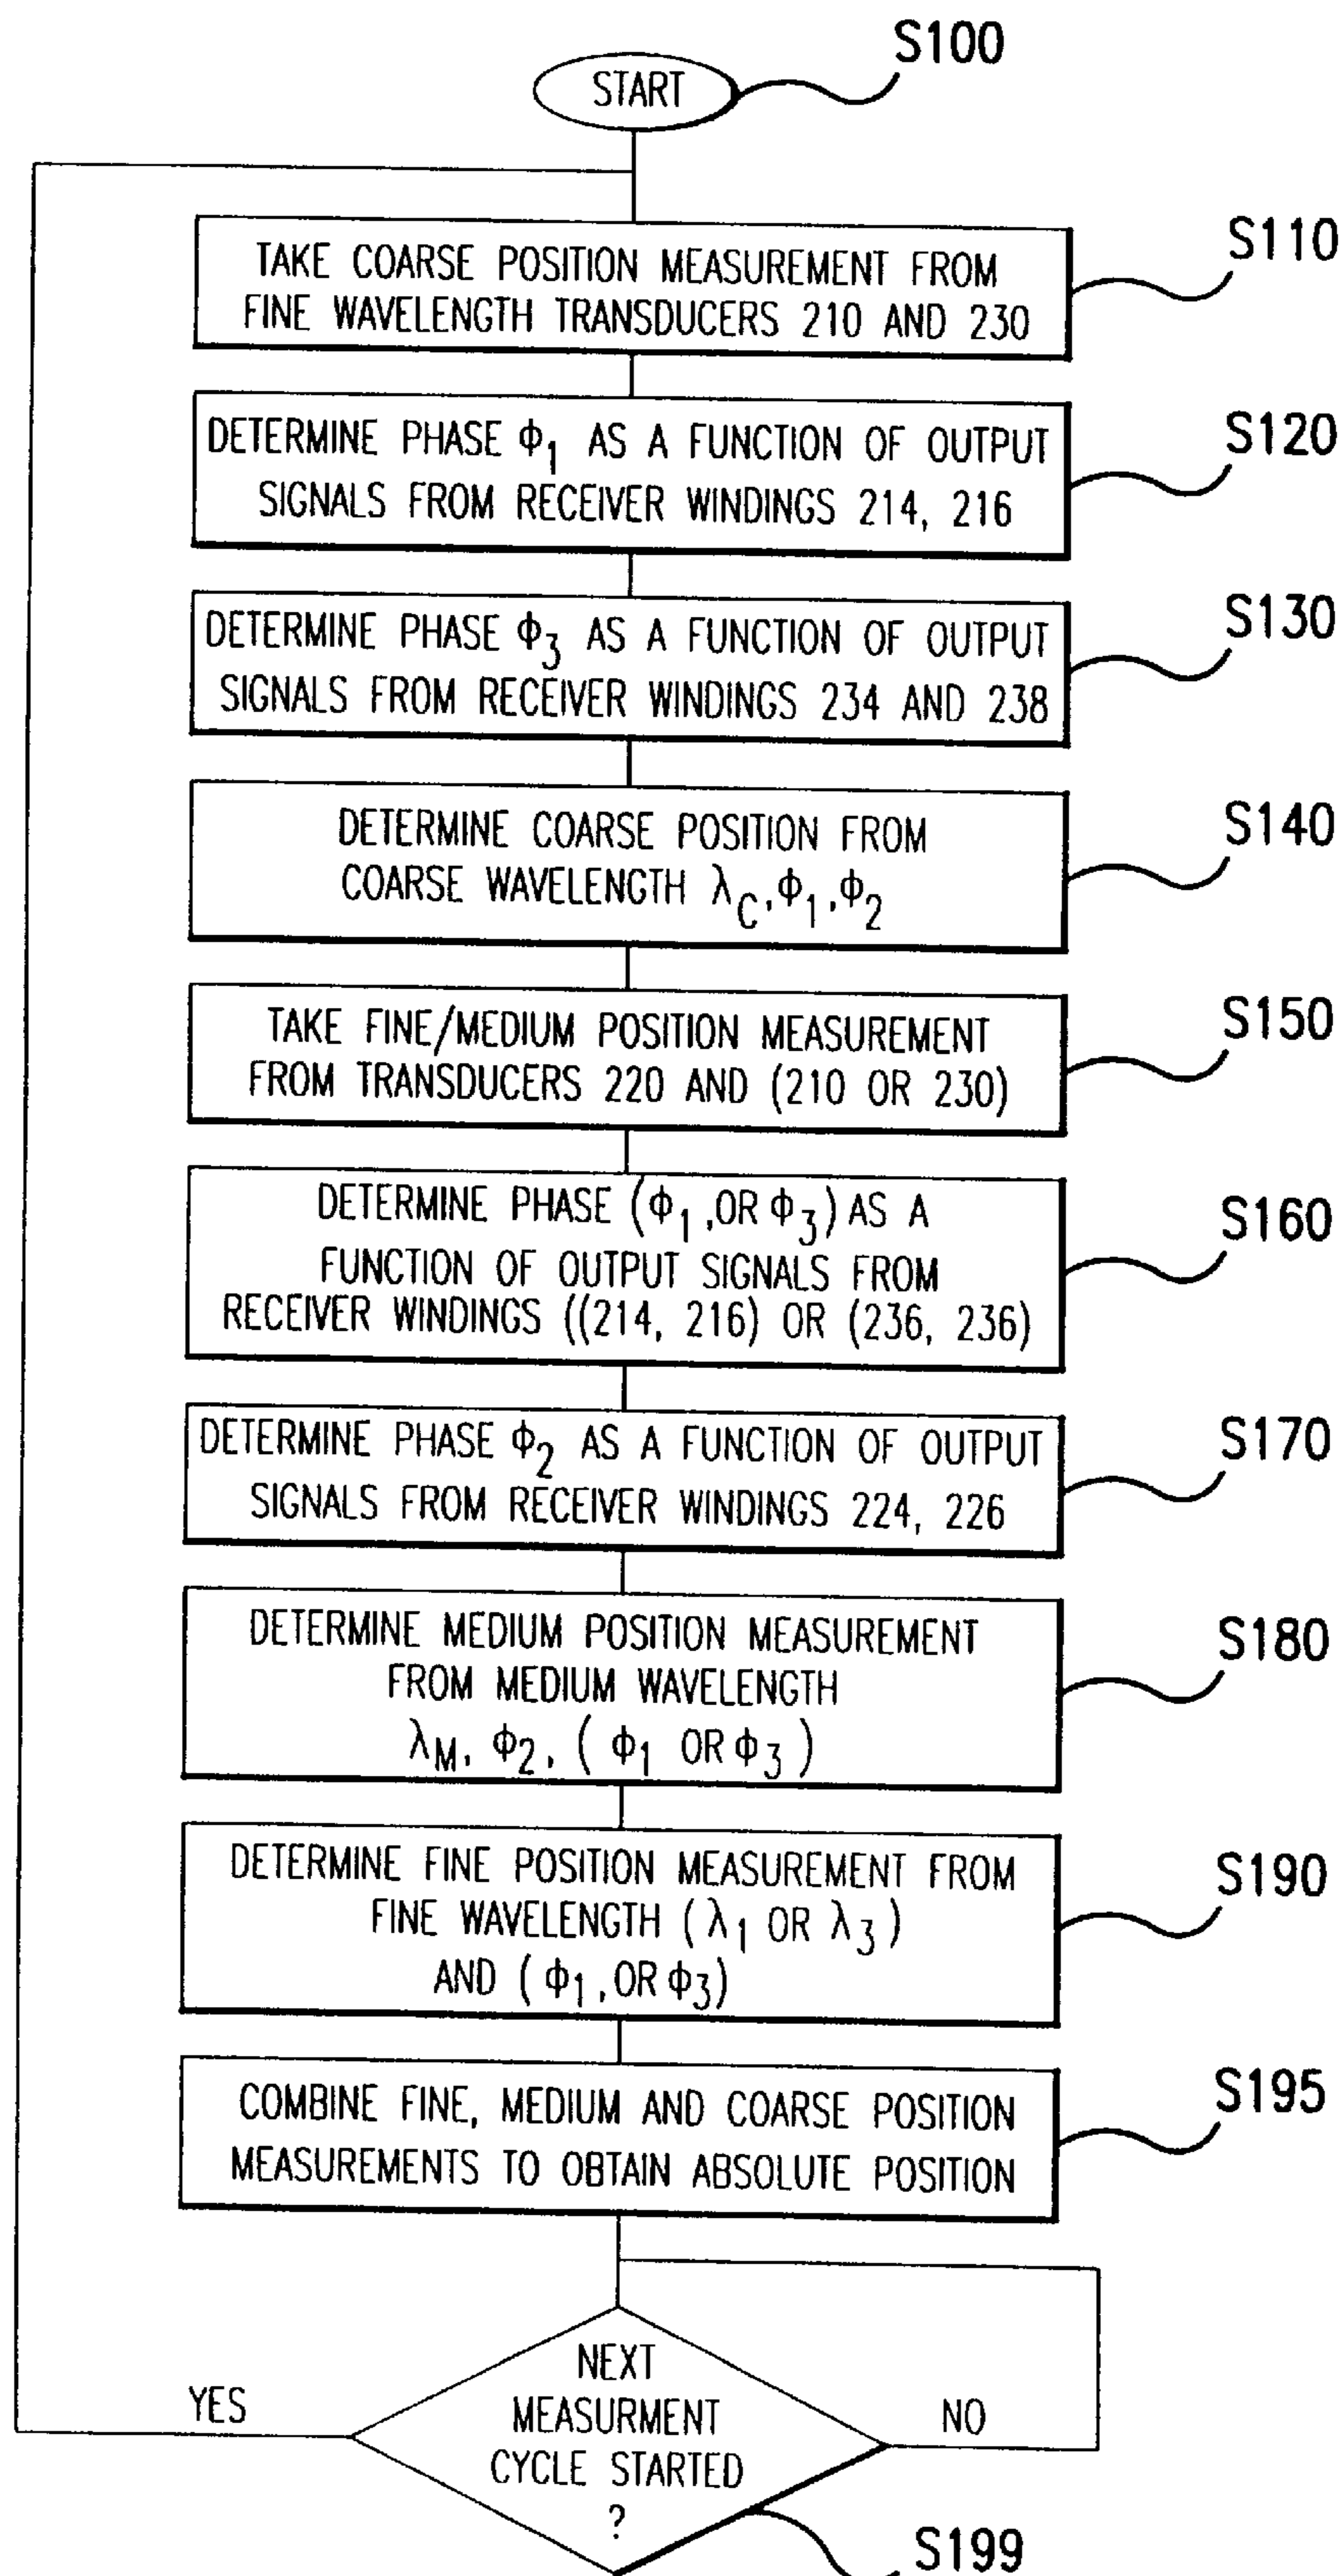 S100
START
S110
TAKE COARSE POSITION MEASUREMENT FROM
FINE WAVELENGTH TRANSDUCERS 210 AND 230
S120
DETERMINE PHASE Φ1 AS A FUNCTION OF OUTPUT
SIGNALS FROM RECEIVER WINDINGS 214, 216
S130
DETERMINE PHASE Φ3 AS A FUNCTION OF OUTPUT
SIGNALS FROM RECEIVER WINDINGS 234 AND 238
S140
DETERMINE COARSE POSITION FROM
COARSE WAVELENGTH λC,Φ1,Φ2
S150
TAKE FINE/MEDIUM POSITION MEASUREMENT
FROM TRANSDUCERS 220 AND (210 OR 230)
S160
DETERMINE PHASE (Φ1,OR Φ3) AS A
FUNCTION OF OUTPUT SIGNALS FROM
RECEIVER WINDINGS ((214, 216) OR (236, 236)
S170
DETERMINE PHASE Φ2 AS A FUNCTION OF OUTPUT
SIGNALS FROM RECEIVER WINDINGS 224, 226
S180
DETERMINE MEDIUM POSITION MEASUREMENT
FROM MEDIUM WAVELENGTH
λM, Φ2, ( Φ1 OR Φ3 )
S190
DETERMINE FINE POSITION MEASUREMENT FROM
FINE WAVELENGTH (λ1 OR λ3)
AND (Φ1,OR Φ3)
S195
COMBINE FINE, MEDIUM AND COARSE POSITION
MEASUREMENTS TO OBTAIN ABSOLUTE POSITION
NEXT
YES
MEASURMENT
NO
CYCLE STARTED
?
S199